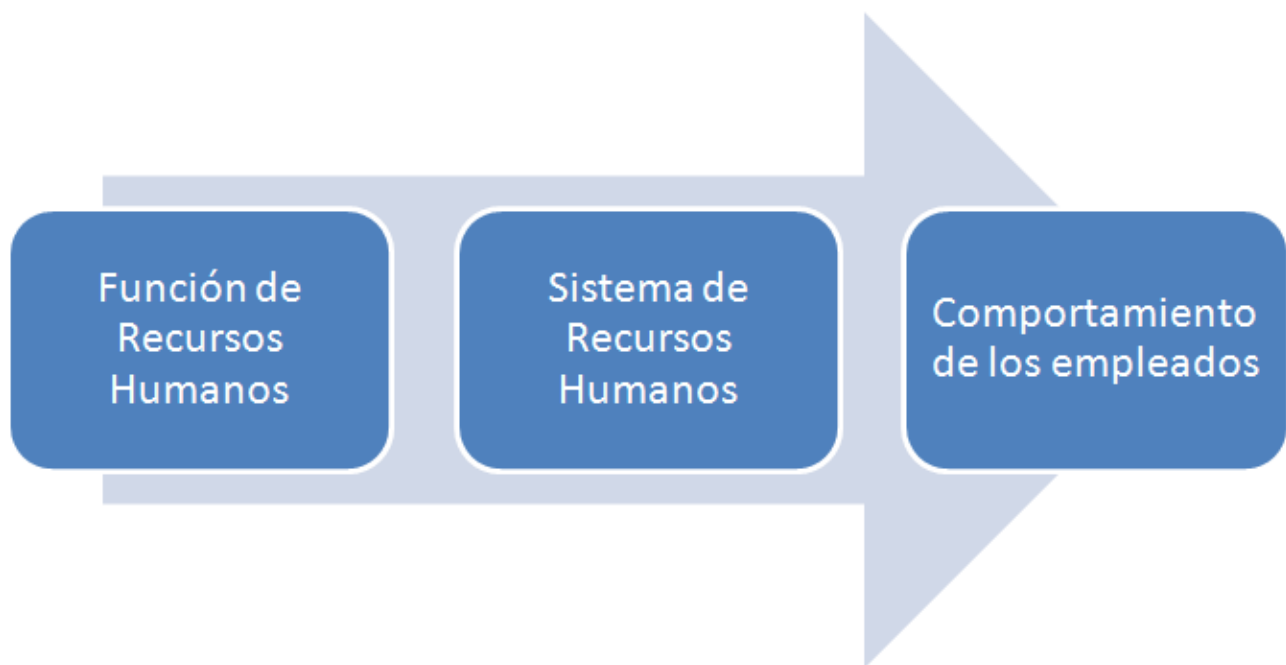 Función de
Recursos
Humanos
Sistema de
Recursos
Humanos
Comportamiento
de los empleados